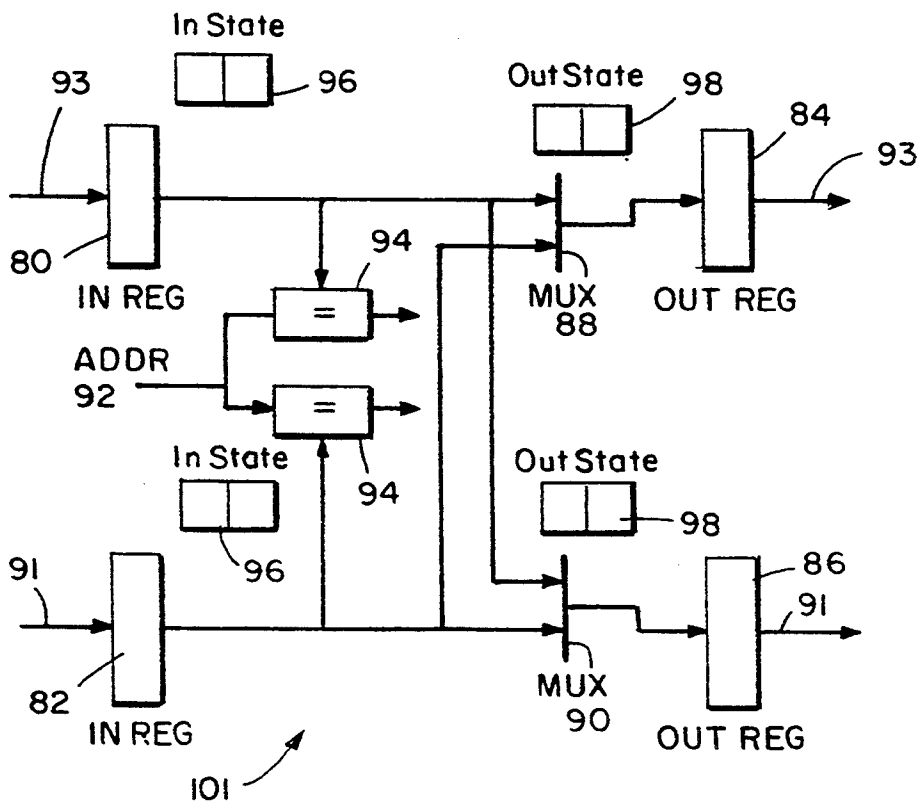 In State
96
93
Out State
98
84
93
80
IN REG
94
=
MUX
88
OUT REG
ADDR
92
=
94
In State
96
Out State
98
91
82
IN REG
86
91
MUX
90
OUT REG
101